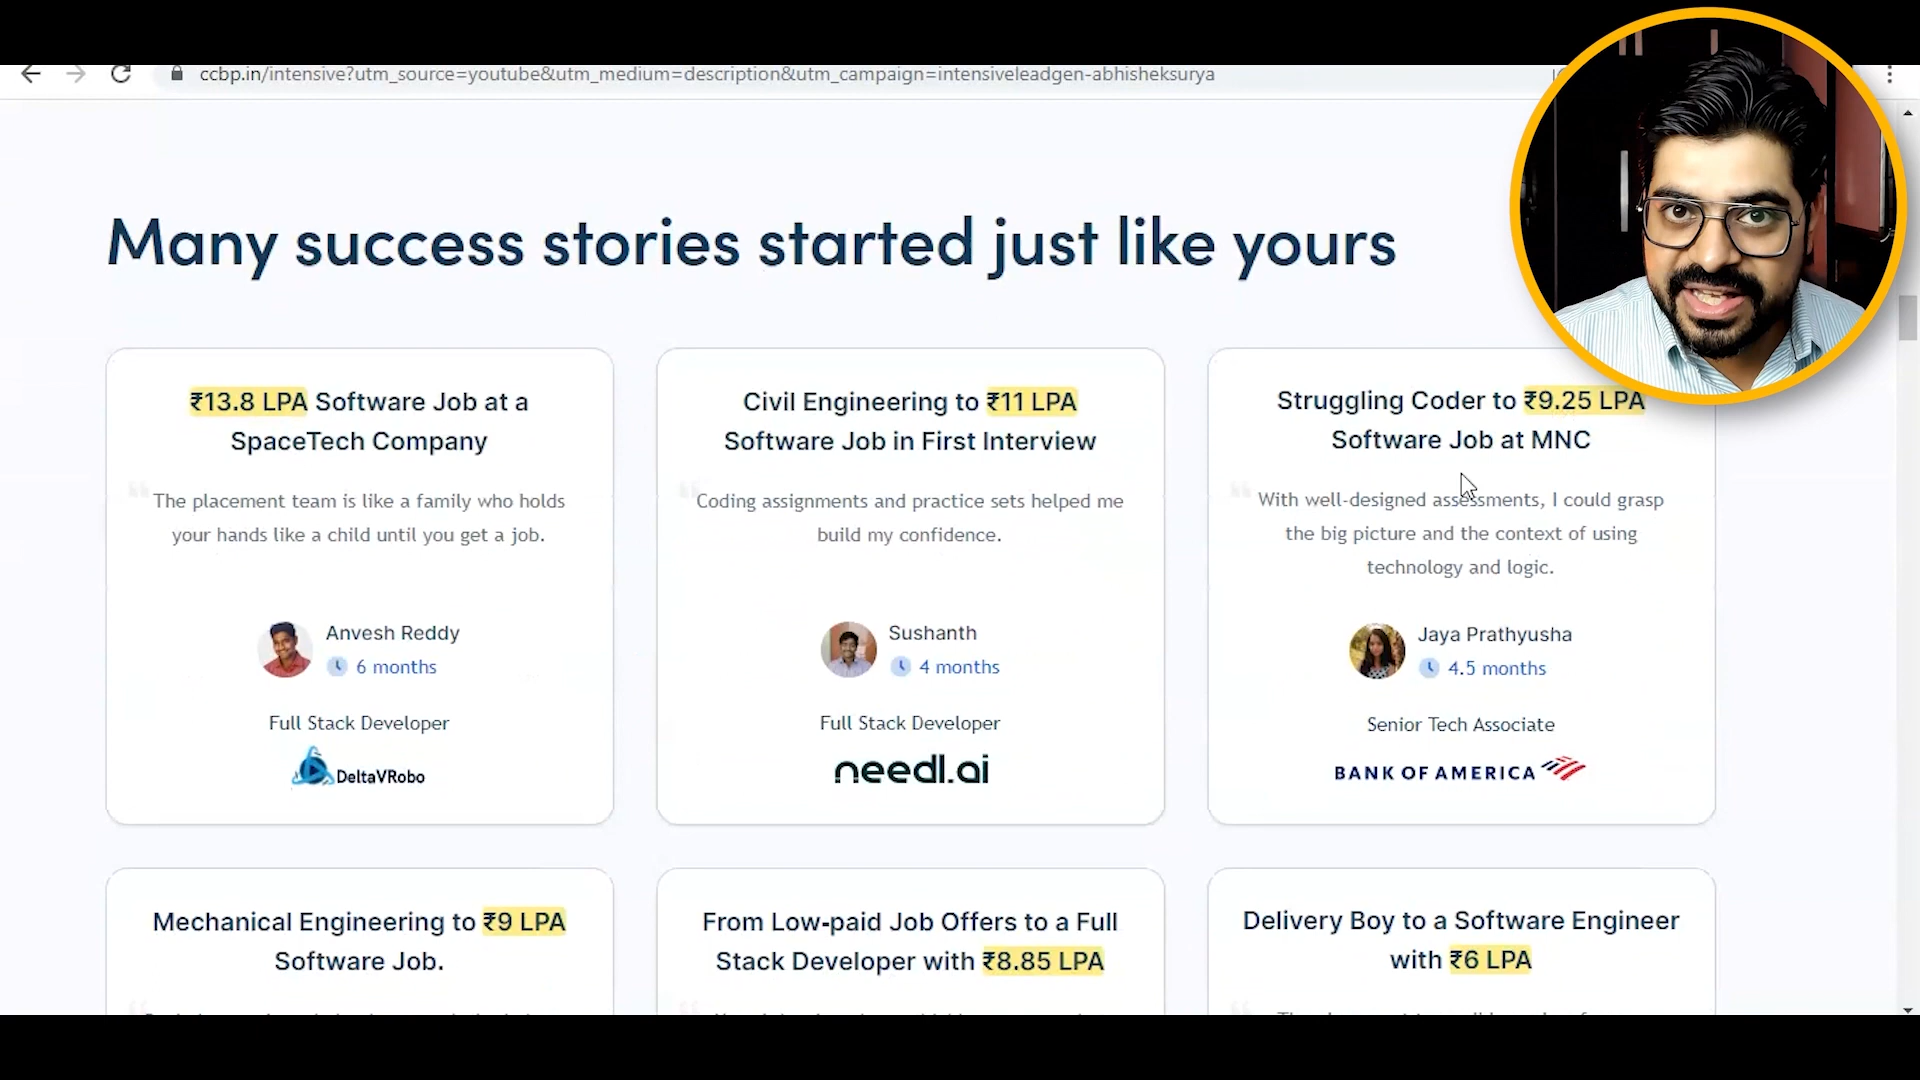 ccbp.in/intensive?utm_source=youtube&utm_medium=description&utm_campaign=intensiveleadgen-abhisheksurya
Many success stories started just like yours
₹13.8 LPA Software Job at a
SpaceTech Company
The placement team is like a family who holds
your hands like a child until you get a job.
Anvesh Reddy
6 months
Full Stack Developer
DeltaVRobo
Civil Engineering to ₹11 LPA
Software Job in First Interview
Coding assignments and practice sets helped me
build my confidence.
Sushanth
4 months
Full Stack Developer
needl.ai
Struggling Coder to ₹9.25 LPA
Software Job at MNC
With well-designed assessments, I could grasp
the big picture and the context of using
technology and logic.
Jaya Prathyusha
4.5 months
Senior Tech Associate
BANK OF AMERICA
Mechanical Engineering to ₹9 LPA
Software Job.
From Low-paid Job Offers to a Full
Stack Developer with ₹8.85 LPA
Delivery Boy to a Software Engineer
with ₹6 LPA